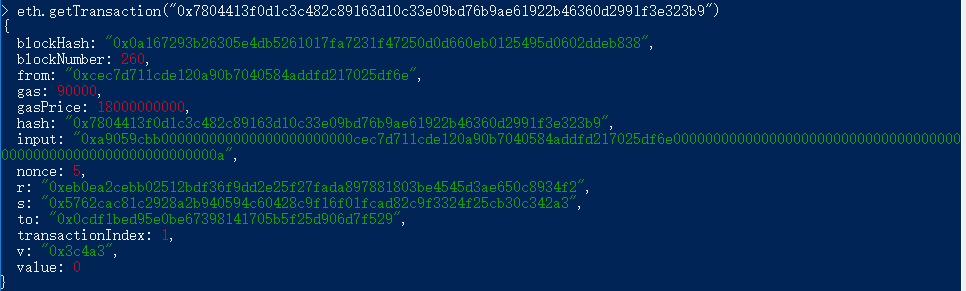 > eth.getTransaction("0x7804413f0d1c3c482c89163d10c33e09bd76b9ae61922b46360d2991f3e323b9")
{
  blockHash: "0x0a167293b26305e4db5261017fa7231f47250d0d660eb0125495d0602ddeb838",
  blockNumber: 260,
  from: "0xcec7d711cde120a90b7040584addfd217025df6e",
  gas: 90000,
  gasPrice: 18000000000,
  hash: "0x7804413f0d1c3c482c89163d10c33e09bd76b9ae61922b46360d2991f3e323b9",
  input: "0xa9059cbb000000000000000000000000cec7d711cde120a90b7040584addfd217025df6e000000000000000000000000000000000000
0000000000000000000000000000000a",
  nonce: 5,
  r: "0xeb0ea2cebb02512bdf36f9dd2e25f27fada897881803be4545d3ae650c8934f2",
  s: "0x5762cac81c2928a2b940594c60428c9f16f01fcad82c9f3324f25cb30c342a3",
  to: "0x0cdf1bed95e0be67398141705b5f25d906d7f529",
  transactionIndex: 1,
  v: "0x3c4a3",
  value: 0
}